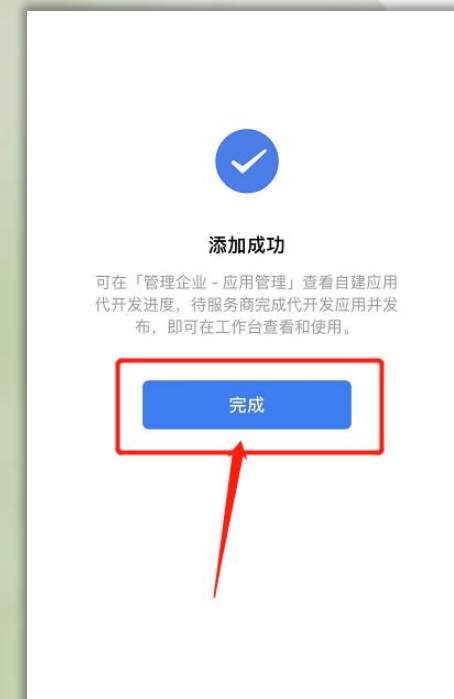 添加成功
可在「管理企业 - 应用管理」查看自建应用
代开发进度，待服务商完成代开发应用并发
布，即可在工作台查看和使用。
完成